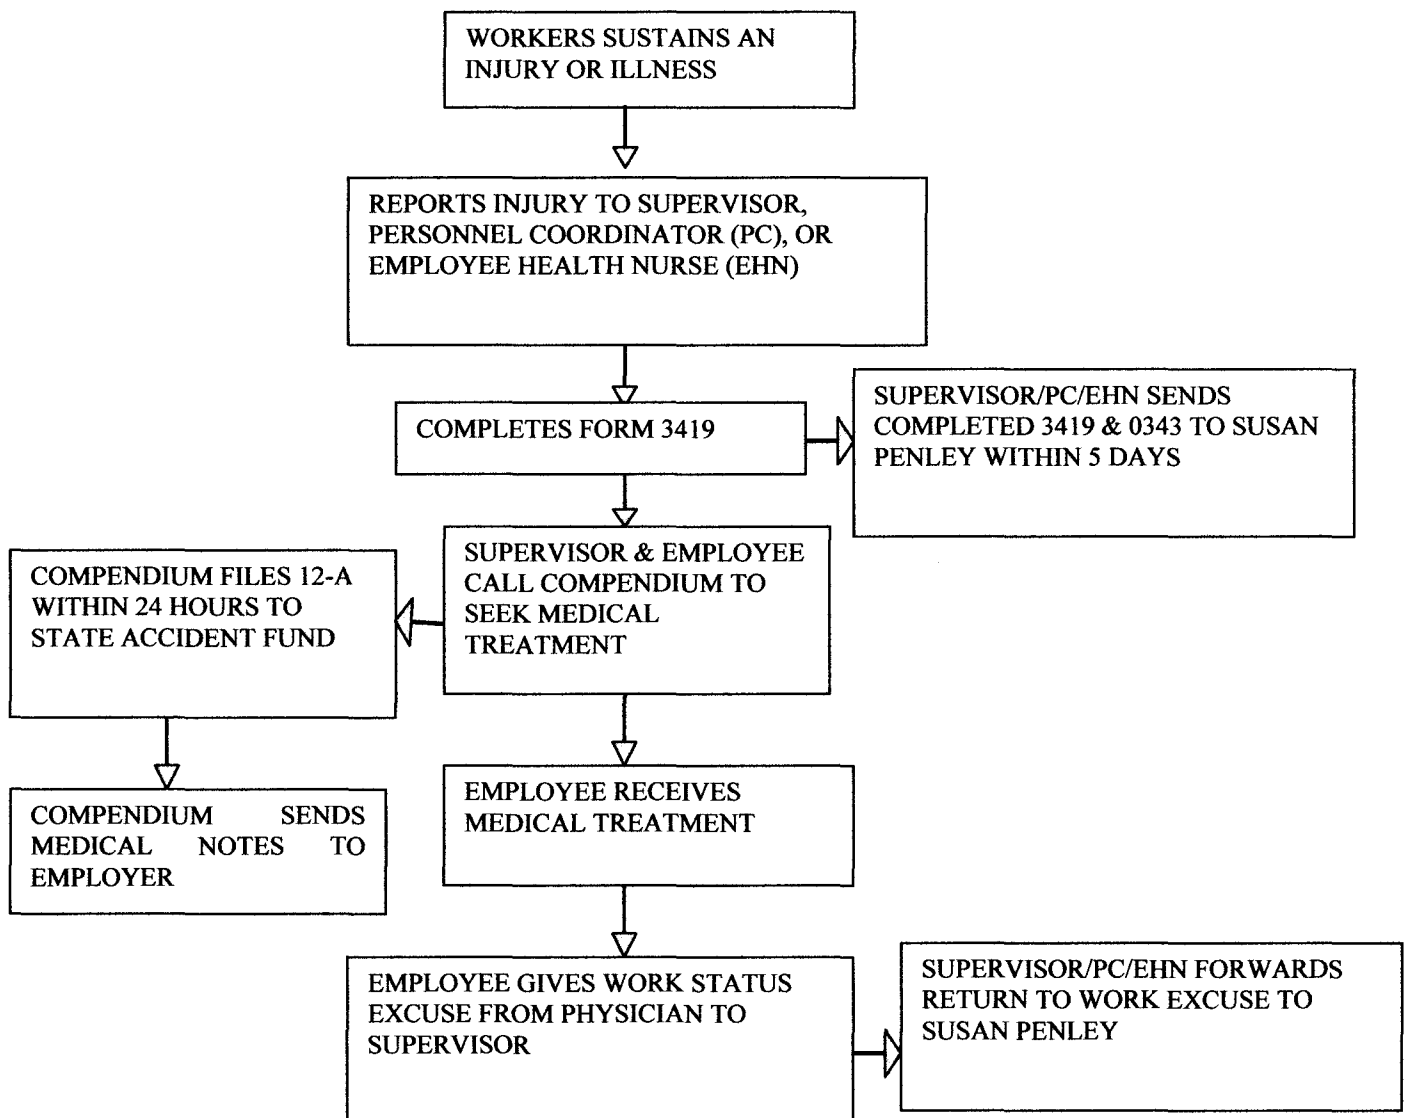 WORKERS SUSTAINS AN
INJURY OR ILLNESS
REPORTS INJURY TO SUPERVISOR,
PERSONNEL COORDINATOR (PC), OR
EMPLOYEE HEALTH NURSE (EHN)
COMPLETES FORM 3419
SUPERVISOR/PC/EHN SENDS
COMPLETED 3419 & 0343 TO SUSAN
PENLEY WITHIN 5 DAYS
SUPERVISOR & EMPLOYEE
CALL COMPENDIUM TO
SEEK MEDICAL
TREATMENT
COMPENDIUM FILES 12-A
WITHIN 24 HOURS TO
STATE ACCIDENT FUND
COMPENDIUM SENDS
MEDICAL NOTES TO
EMPLOYER
EMPLOYEE RECEIVES
MEDICAL TREATMENT
EMPLOYEE GIVES WORK STATUS
EXCUSE FROM PHYSICIAN TO
SUPERVISOR
SUPERVISOR/PC/EHN FORWARDS
RETURN TO WORK EXCUSE TO
SUSAN PENLEY